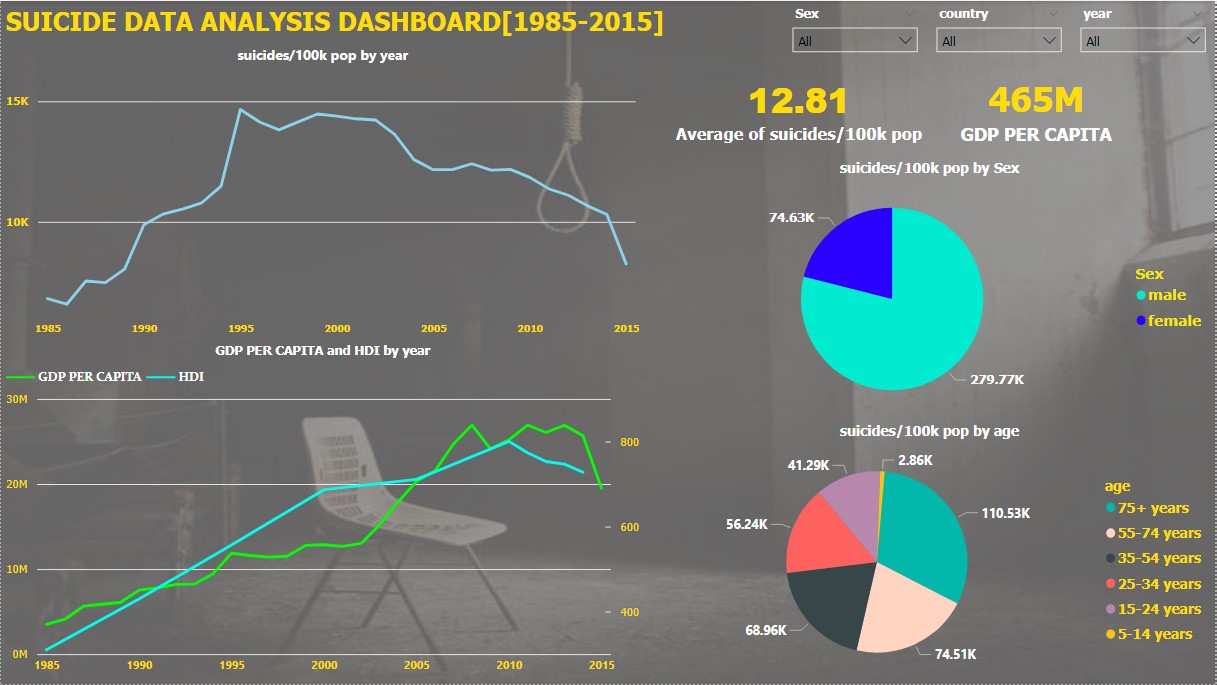 SUICIDE DATA ANALYSIS DASHBOARD[1985-2015]
Sex
country
year
All
All
All
suicides/100k pop by year
15K
10K
1985
1990
1995
2000
2005
2010
2015
12.81
Average of suicides/100k pop
465M
GDP PER CAPITA
suicides/100k pop by Sex
74.63K
279.77K
Sex
male
female
GDP PER CAPITA and HDI by year
GDP PER CAPITA
HDI
30M
20M
10M
0M
800
600
400
1985
1990
1995
2000
2005
2010
2015
suicides/100k pop by age
2.86K
41.29K
110.53K
56.24K
68.96K
74.51K
age
75+ years
55-74 years
35-54 years
25-34 years
15-24 years
5-14 years